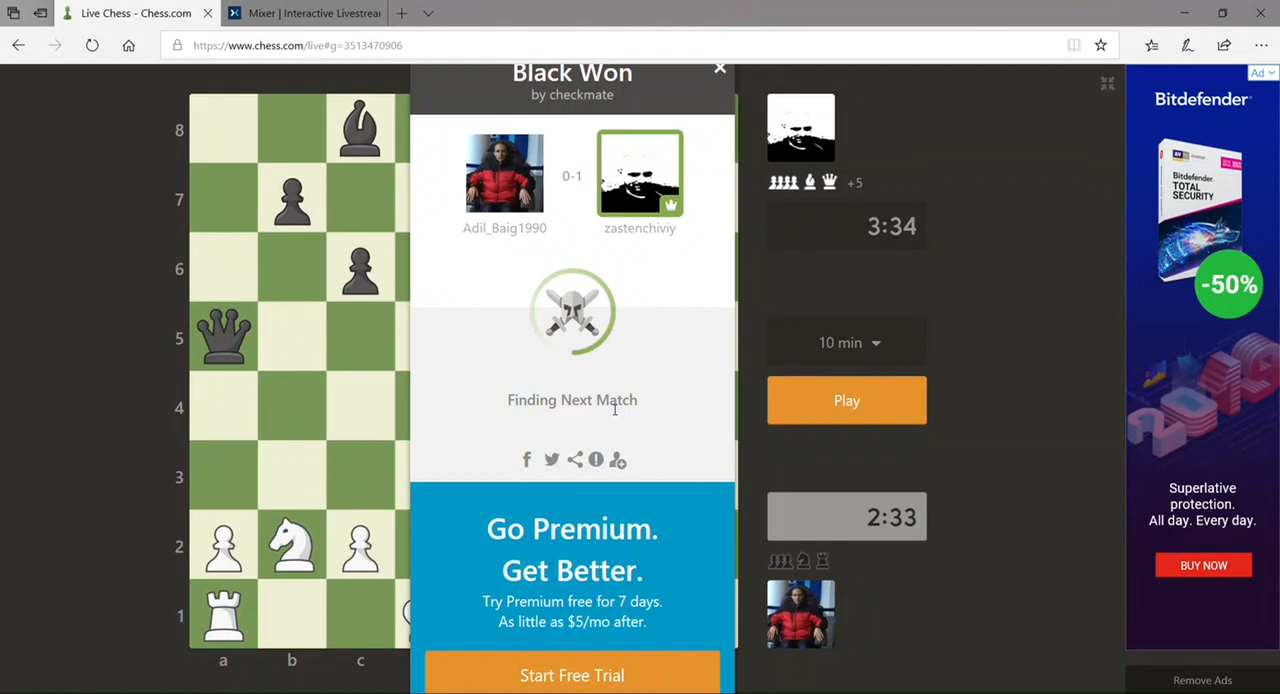 Live Chess - Chess.com
Mixer | Interactive Livestrea
https://www.chess.com/live#g=3513470906
Black Won
by checkmate
0-1
Adil_Baig1990
zastenchiviy
Finding Next Match
Go Premium.
Get Better.
Try Premium free for 7 days.
As little as $5/mo after.
Start Free Trial
8
7
6
5
4
3
2
1
a
b
c
+5
3:34
10 min
Play
2:33
Ad
Bitdefender
Bitdefender
TOTAL
SECURITY
-50%
2019
Superlative
protection.
All day. Every day.
BUY NOW
Remove Ads